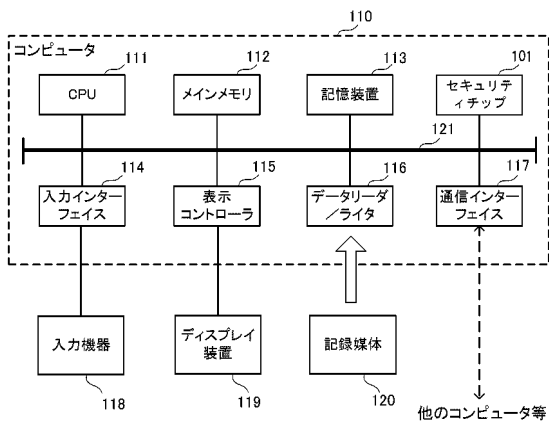 110
コンピュータ
111
112
113
101
CPU
メインメモリ
記憶装置
セキュリテ
ィチップ
121
114
115
116
117
入力インター
フェイス
表示
コントローラ
データリーダ
/ライタ
通信インター
フェイス
入力機器
ディスプレイ
装置
記録媒体
118
119
120
他のコンピュータ等